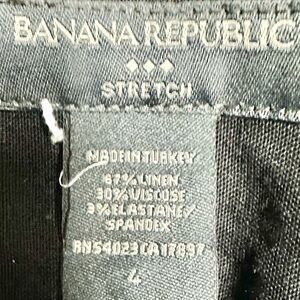 BANANA REPUBLIC
STRETCH
MADE IN TURKEY
67% LINEN
30% VISCOSE
3% ELASTANE/
SPANDEX
RN54023 CA17897
4